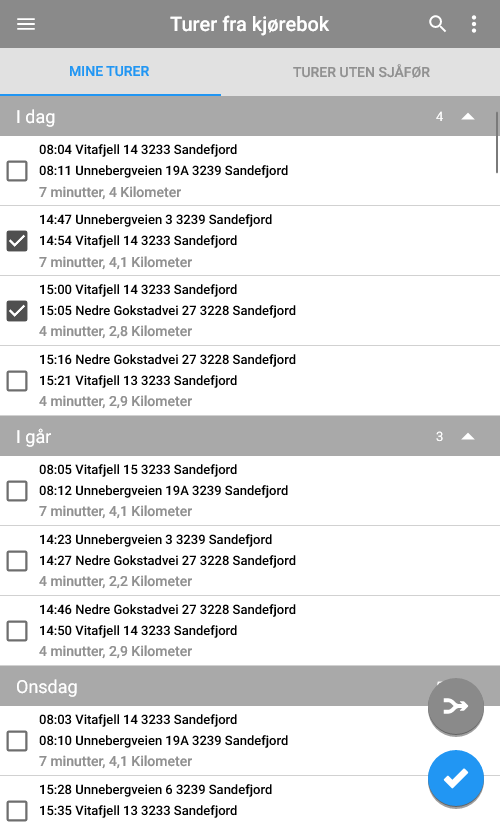 Turer fra kjørebok
MINE TURER
TURER UTEN SJÅFØR
I dag
4
08:04 Vitafjell 14 3233 Sandefjord
08:11 Unnebergveien 19A 3239 Sandefjord
7 minutter, 4 Kilometer
14:47 Unnebergveien 3 3239 Sandefjord
14:54 Vitafjell 14 3233 Sandefjord
7 minutter, 4,1 Kilometer
15:00 Vitafjell 14 3233 Sandefjord
15:05 Nedre Gokstadvei 27 3228 Sandefjord
4 minutter, 2,8 Kilometer
15:16 Nedre Gokstadvei 27 3228 Sandefjord
15:21 Vitafjell 13 3233 Sandefjord
4 minutter, 2,9 Kilometer
I går
3
08:05 Vitafjell 15 3233 Sandefjord
08:12 Unnebergveien 19A 3239 Sandefjord
7 minutter, 4,1 Kilometer
14:23 Unnebergveien 3 3239 Sandefjord
14:27 Nedre Gokstadvei 27 3228 Sandefjord
4 minutter, 2,2 Kilometer
14:46 Nedre Gokstadvei 27 3228 Sandefjord
14:50 Vitafjell 14 3233 Sandefjord
4 minutter, 2,9 Kilometer
Onsdag
08:03 Vitafjell 14 3233 Sandefjord
08:10 Unnebergveien 19A 3239 Sandefjord
7 minutter, 4,1 Kilometer
15:28 Unnebergveien 6 3239 Sandefjord
15:35 Vitafjell 13 3233 Sandefjord